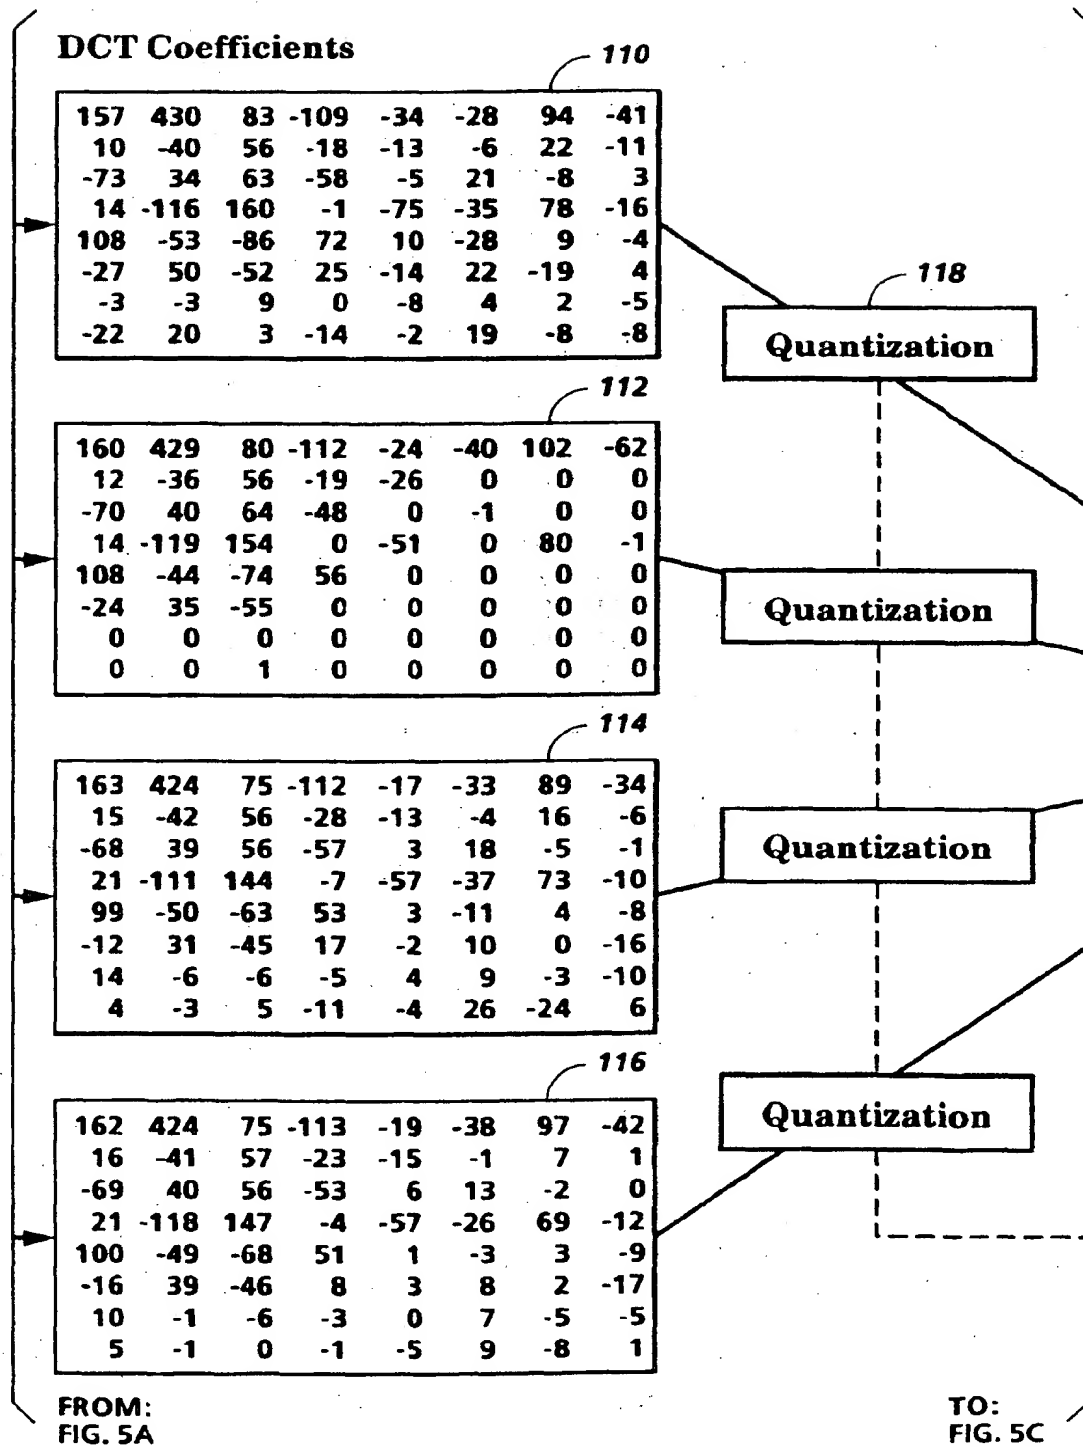 DCT Coefficients
110
157 430 83 -109 -34 -28 94 -41
10 -40 56 -18 -13 -6 22 -11
-73 34 63 -58 -5 21 -8 3
14 -116 160 -1 -75 -35 78 -16
108 -53 -86 72 10 -28 9 -4
-27 50 -52 25 -14 22 -19 4
-3 -3 9 0 -8 4 2 -5
-22 20 3 -14 -2 19 -8 -8
118
Quantization
112
160 429 80 -112 -24 -40 102 -62
12 -36 56 -19 -26 0 0 0
-70 40 64 -48 0 -1 0 0
14 -119 154 0 -51 0 80 -1
108 -44 -74 56 0 0 0 0
-24 35 -55 0 0 0 0 0
0 0 0 0 0 0 0 0
0 0 1 0 0 0 0 0
Quantization
114
163 424 75 -112 -17 -33 89 -34
15 -42 56 -28 -13 -4 16 -6
-68 39 56 -57 3 18 -5 -1
21 -111 144 -7 -57 -37 73 -10
99 -50 -63 53 3 -11 4 -8
-12 31 -45 17 -2 10 0 -16
14 -6 -6 -5 4 9 -3 -10
4 -3 5 -11 -4 26 -24 6
Quantization
116
162 424 75 -113 -19 -38 97 -42
16 -41 57 -23 -15 -1 7 1
-69 40 56 -53 6 13 -2 0
21 -118 147 -4 -57 -26 69 -12
100 -49 -68 51 1 -3 3 -9
-16 39 -46 8 3 8 2 -17
10 -1 -6 -3 0 7 -5 -5
5 -1 0 -1 -5 9 -8 1
Quantization
FROM:
FIG. 5A
TO:
FIG. 5C